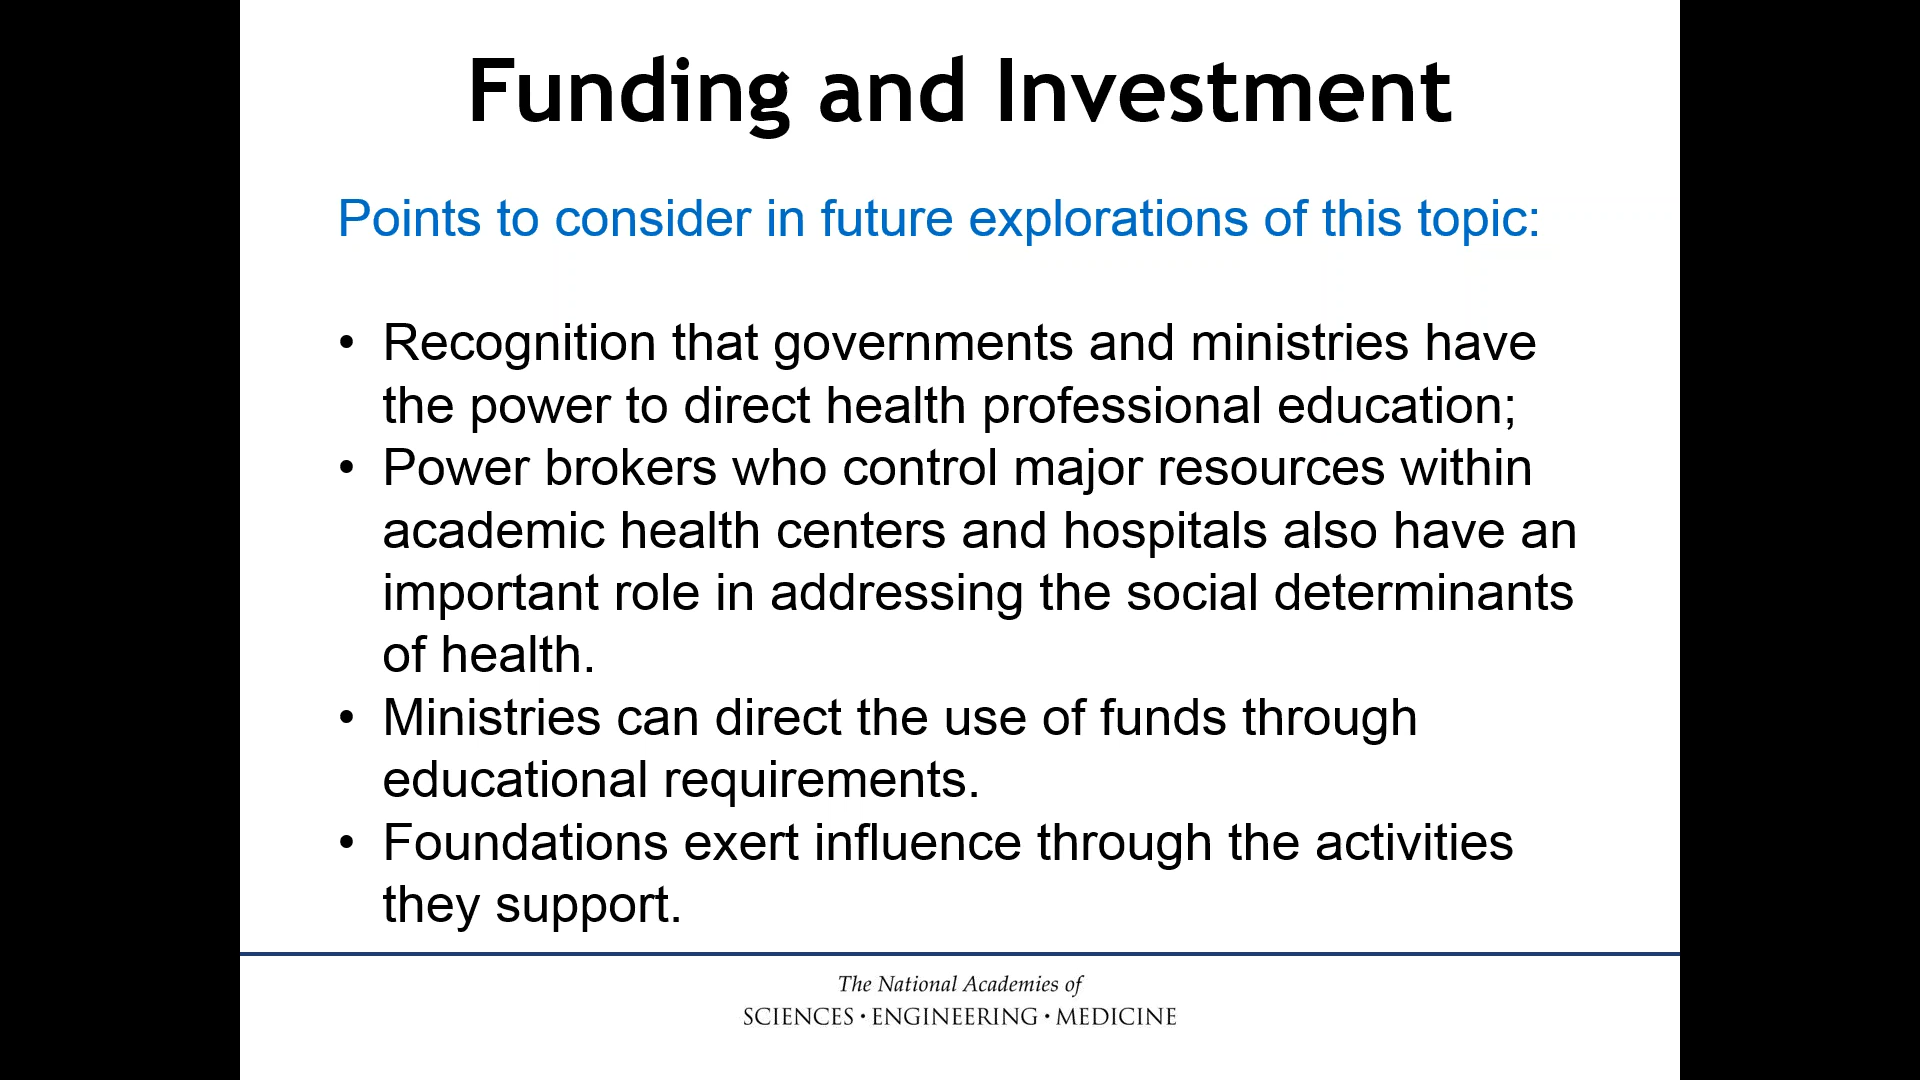 Funding and Investment
Points to consider in future explorations of this topic:
• Recognition that governments and ministries have
the power to direct health professional education;
• Power brokers who control major resources within
academic health centers and hospitals also have an
important role in addressing the social determinants
of health.
• Ministries can direct the use of funds through
educational requirements.
• Foundations exert influence through the activities
they support.
The National Academies of
SCIENCES · ENGINEERING · MEDICINE